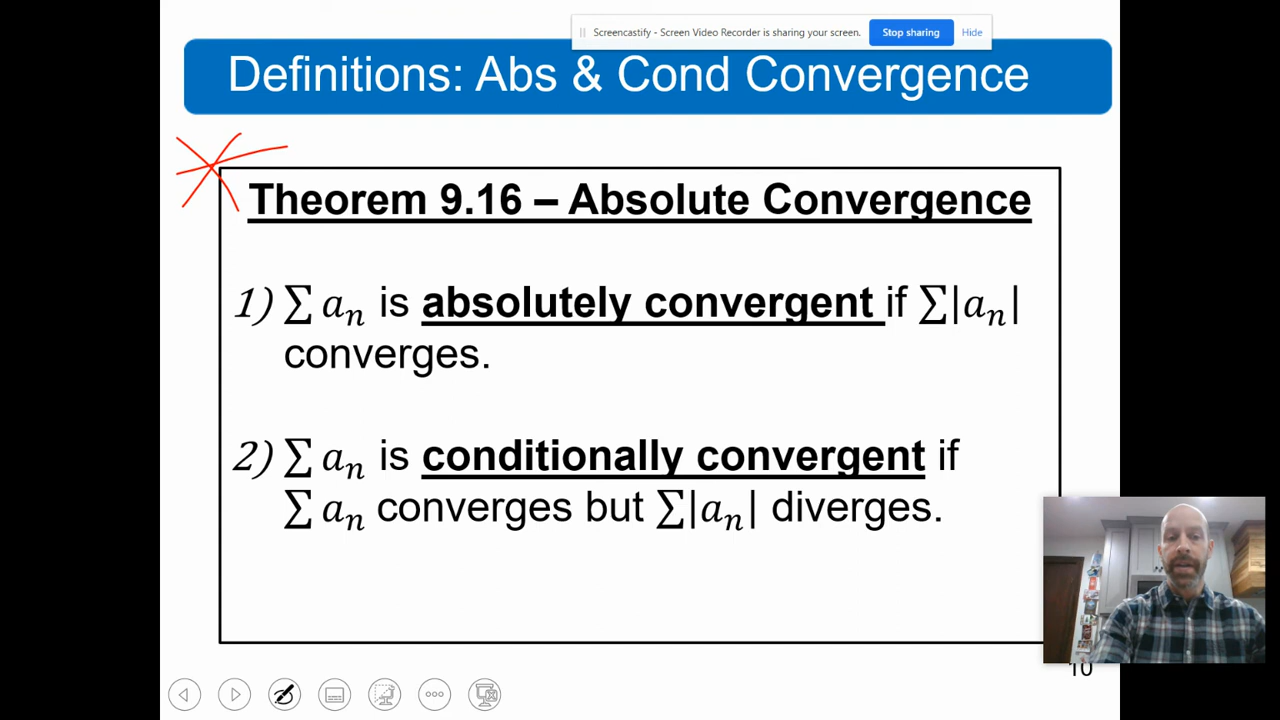 Screencastify - Screen Video Recorder is sharing your screen. Stop sharing Hide
Definitions: Abs & Cond Convergence
Theorem 9.16 – Absolute Convergence
1) ∑ aₙ is absolutely convergent if ∑|aₙ|
converges.
2) ∑ aₙ is conditionally convergent if
∑ aₙ converges but ∑|aₙ| diverges.
10